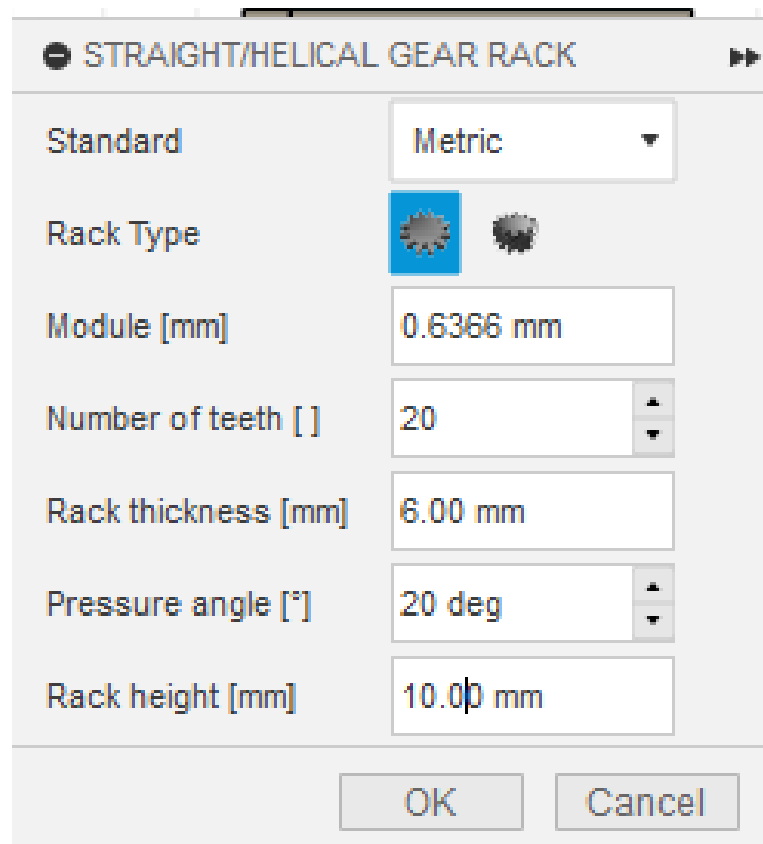 STRAIGHT/HELICAL GEAR RACK
Standard Metric
Rack Type
Module [mm] 0.6366 mm
Number of teeth [ ] 20
Rack thickness [mm] 6.00 mm
Pressure angle [°] 20 deg
Rack height [mm] 10.00 mm
OK Cancel